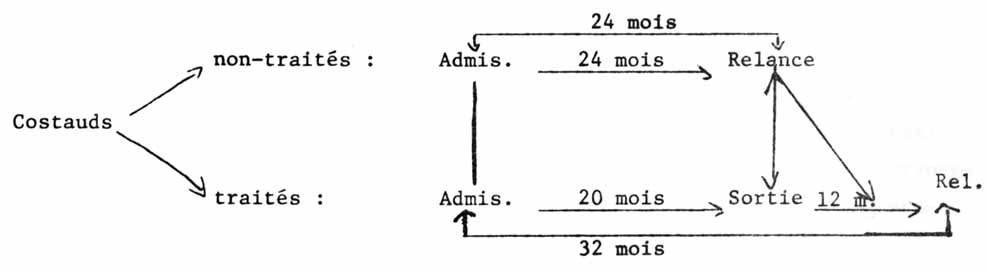 24 mois
non-traités : Admis. 24 mois Relance
Costauds
Rel.
traités : Admis. 20 mois Sortie 12 m.
32 mois